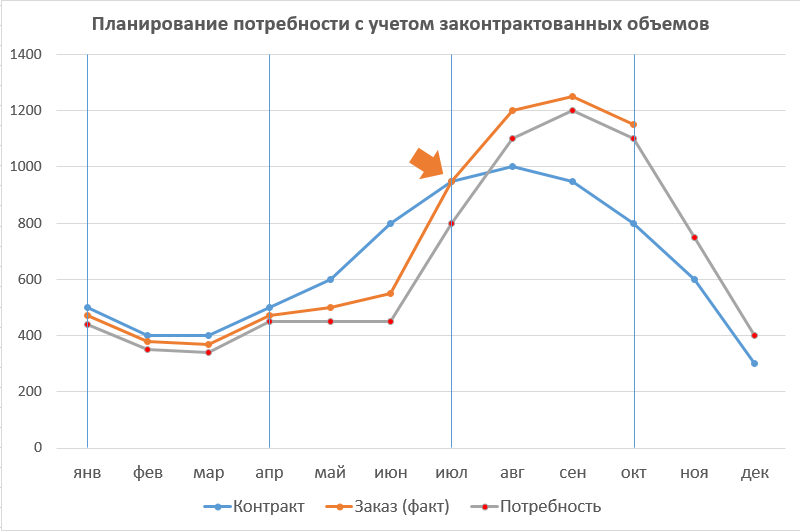 Планирование потребности с учетом законтрактованных объемов
1400
1200
1000
800
600
400
200
0
янв фев мар апр май июн июл авг сен окт ноя дек
Контракт Заказ (факт) Потребность